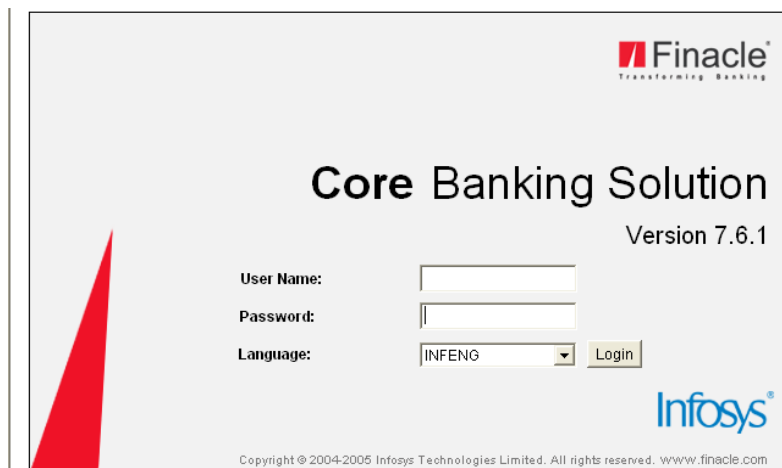 Finacle
Transforming Banking
Core Banking Solution
Version 7.6.1
User Name:
Password:
Language: INFENG Login
Infosys®
Copyright © 2004-2005 Infosys Technologies Limited. All rights reserved. www.finacle.com